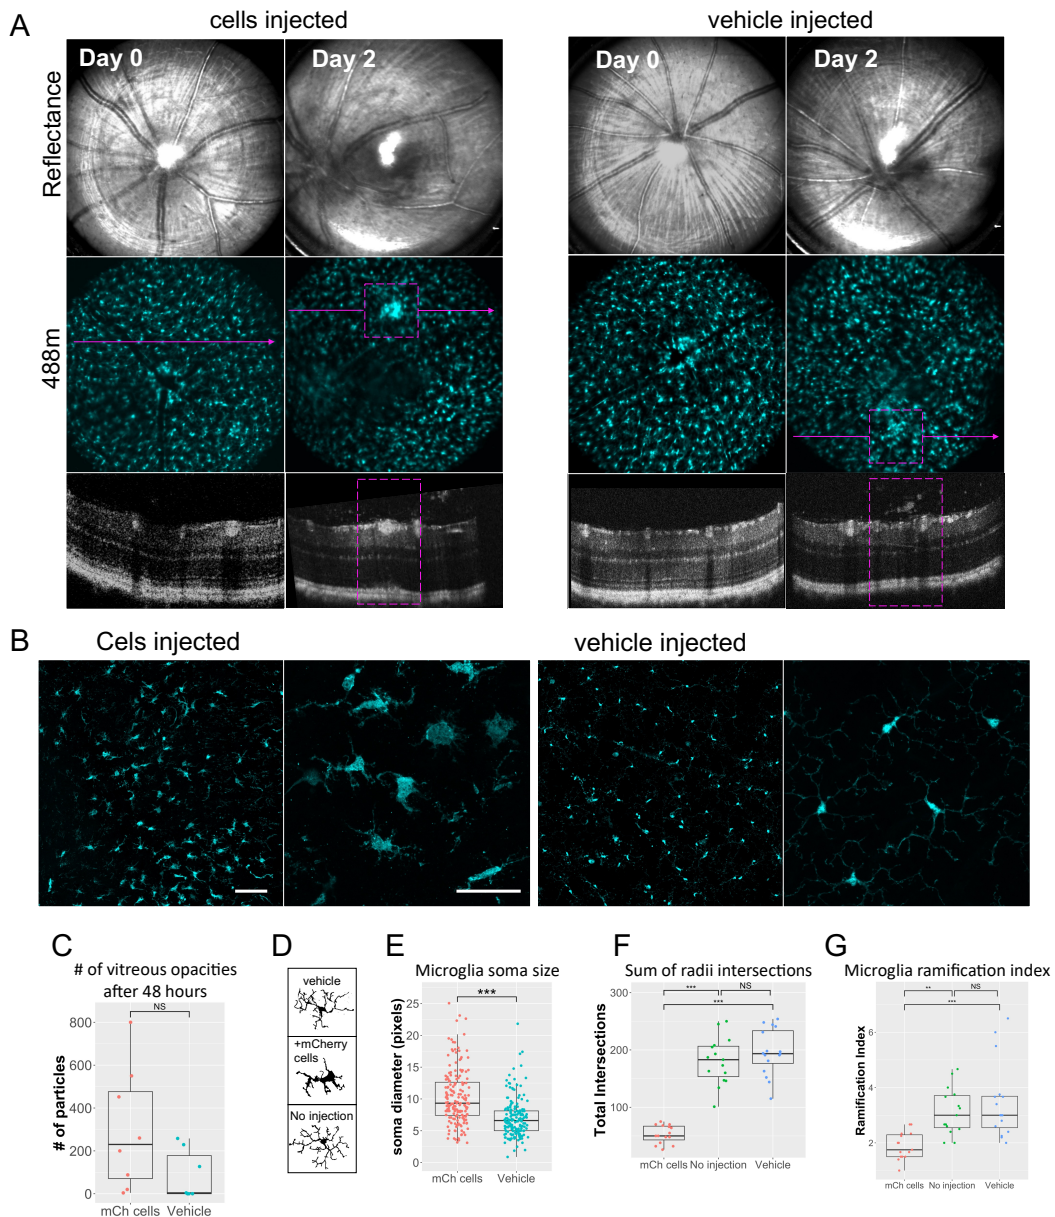 A
cells injected
vehicle injected
Reflectance
Day 0
Day 2
Day 0
Day 2
488m
B
Cels injected
vehicle injected
C
# of vitreous opacities
after 48 hours
NS
# of particles
800
600
400
200
0
mCh cells
Vehicle
D
vehicle
+mCherry
cells
No injection
E
Microglia soma size
***
soma diameter (pixels)
25
20
15
10
5
0
mCh cells
Vehicle
F
Sum of radii intersections
***
NS
***
Total Intersections
300
200
100
mCh cells
No injection
Vehicle
G
Microglia ramification index
**
NS
***
Ramification Index
6
4
2
mCh cells
No injection
Vehicle